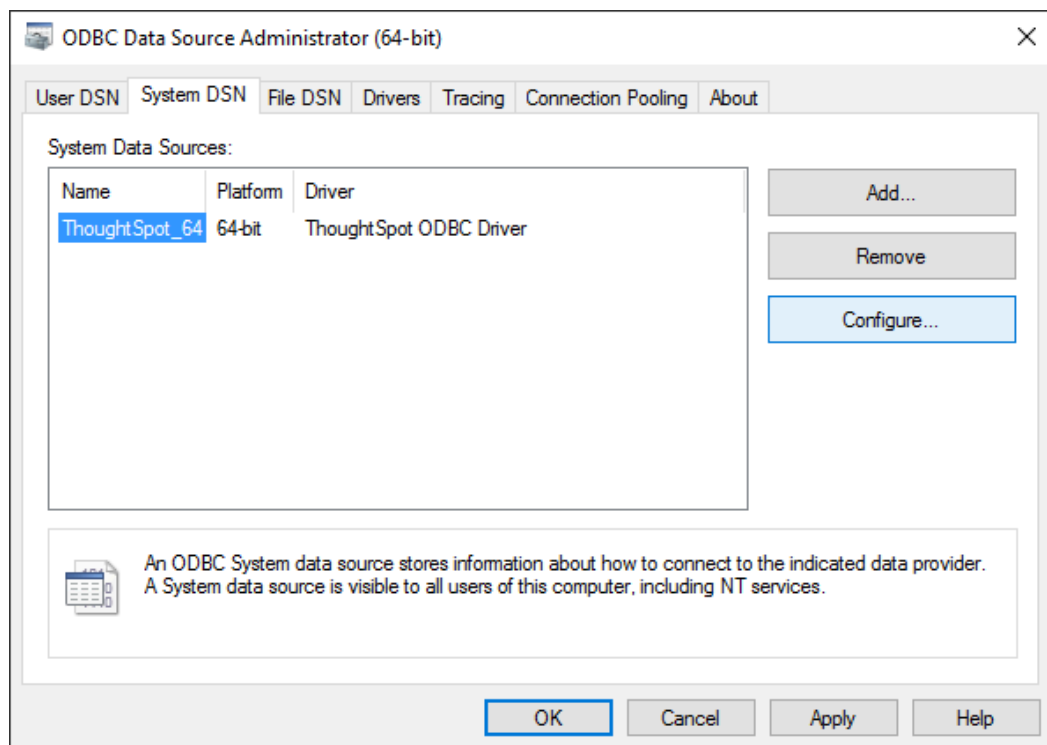 ODBC Data Source Administrator (64-bit)
User DSN System DSN File DSN Drivers Tracing Connection Pooling About
System Data Sources:
Name Platform Driver
ThoughtSpot_64 64-bit ThoughtSpot ODBC Driver
Add...
Remove
Configure...
An ODBC System data source stores information about how to connect to the indicated data provider.
A System data source is visible to all users of this computer, including NT services.
OK Cancel Apply Help